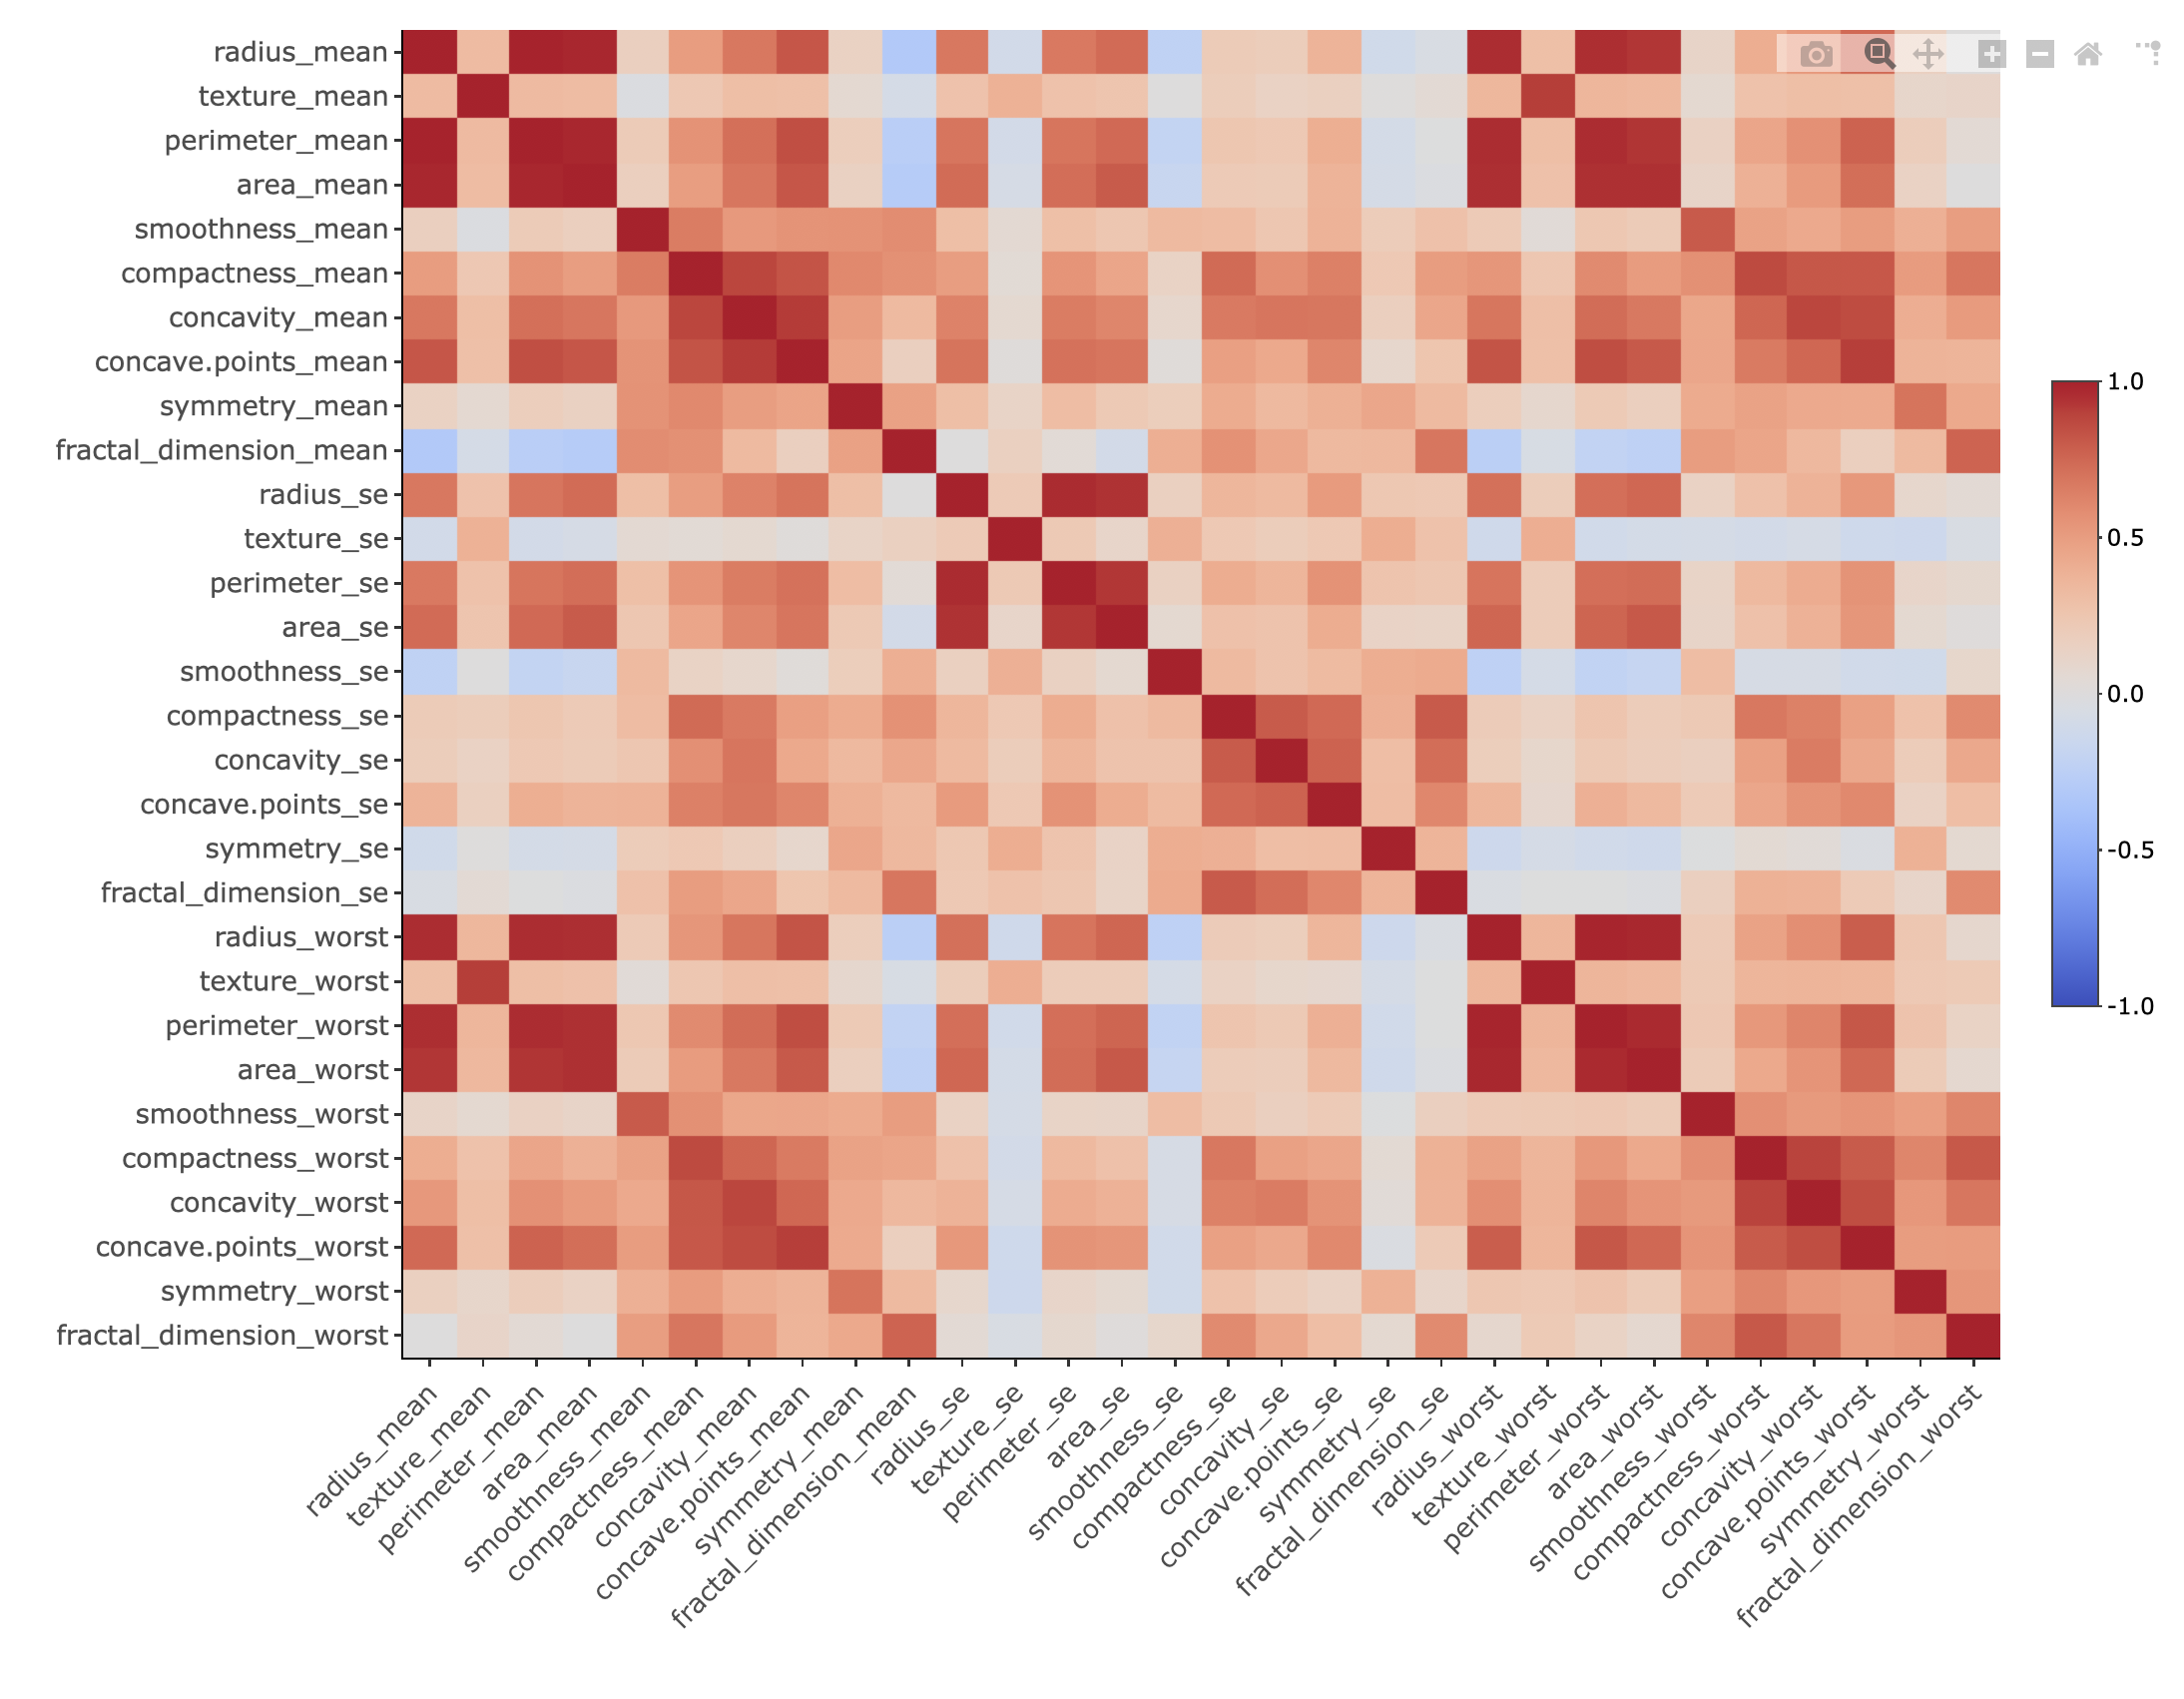 radius_mean
texture_mean
perimeter_mean
area_mean
smoothness_mean
compactness_mean
concavity_mean
concave.points_mean
symmetry_mean
fractal_dimension_mean
radius_se
texture_se
perimeter_se
area_se
smoothness_se
compactness_se
concavity_se
concave.points_se
symmetry_se
fractal_dimension_se
radius_worst
texture_worst
perimeter_worst
area_worst
smoothness_worst
compactness_worst
concavity_worst
concave.points_worst
symmetry_worst
fractal_dimension_worst
radius_mean
texture_mean
perimeter_mean
area_mean
smoothness_mean
compactness_mean
concavity_mean
concave.points_mean
symmetry_mean
fractal_dimension_mean
radius_se
texture_se
perimeter_se
area_se
smoothness_se
compactness_se
concavity_se
concave.points_se
symmetry_se
fractal_dimension_se
radius_worst
texture_worst
perimeter_worst
area_worst
smoothness_worst
compactness_worst
concavity_worst
concave.points_worst
symmetry_worst
fractal_dimension_worst
1.0
0.5
0.0
-0.5
-1.0